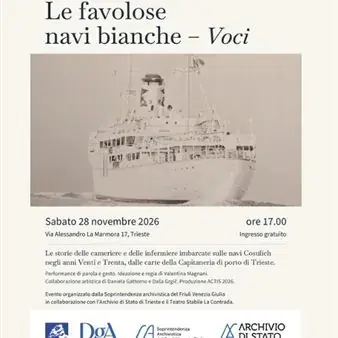 Le favolose
navi bianche – Voci
Sabato 28 novembre 2026
ore 17.00
Via Alessandro La Marmora 17, Trieste
Ingresso gratuito
Le storie delle cameriere e delle infermiere imbarcate sulle navi Cosulich
negli anni Venti e Trenta, dalle carte della Capitaneria di porto di Trieste.
Performance di parola e gesto. Ideazione e regia di Valentina Magnani.
Collaborazione artistica di Daniela Gattorno e Dalia Produzione ACTIS 2026.
Evento organizzato dalla Soprintendenza archivistica del Friuli Venezia Giulia
in collaborazione con l'Archivio di Stato di Trieste e il Teatro Stabile La Contrada.
DgA
Soprintendenza
Archivistica
ARCHIVIO
DI STATO